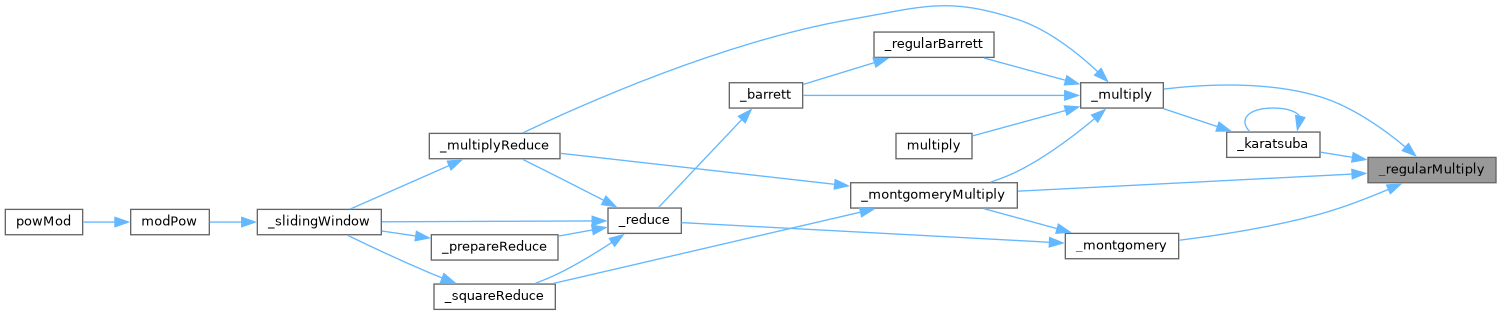 _regularBarrett
_barrett
_multiply
_multiplyReduce
multiply
_karatsuba
_regularMultiply
_montgomeryMultiply
powMod
modPow
_slidingWindow
_reduce
_prepareReduce
_montgomery
_squareReduce